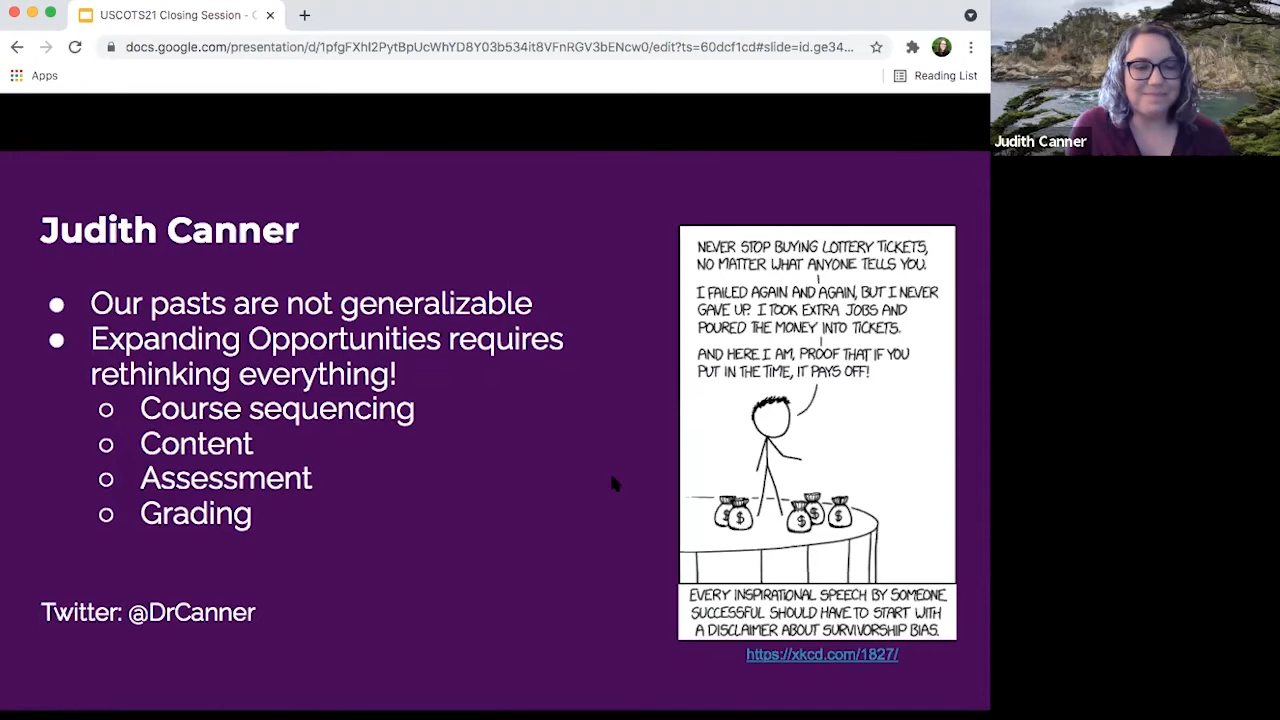 USCOTS21 Closing Session - C
docs.google.com/presentation/d/1pfgFXhI2PytBpUcWhYD8Y03b534it8VFnRGV3bENcw0/edit?ts=60dcf1cd#slide=id.ge34...
Apps
Reading List
Judith Canner
Judith Canner
● Our pasts are not generalizable
● Expanding Opportunities requires
rethinking everything!
○ Course sequencing
○ Content
○ Assessment
○ Grading
Twitter: @DrCanner
NEVER STOP BUYING LOTTERY TICKETS,
NO MATTER WHAT ANYONE TELLS YOU.
I FAILED AGAIN AND AGAIN, BUT I NEVER
GAVE UP. I TOOK EXTRA JOBS AND
POURED THE MONEY INTO TICKETS.
AND HERE I AM, PROOF THAT IF YOU
PUT IN THE TIME, IT PAYS OFF!
$ $ $ $ $
EVERY INSPIRATIONAL SPEECH BY SOMEONE
SUCCESSFUL SHOULD HAVE TO START WITH
A DISCLAIMER ABOUT SURVIVORSHIP BIAS.
https://xkcd.com/1827/